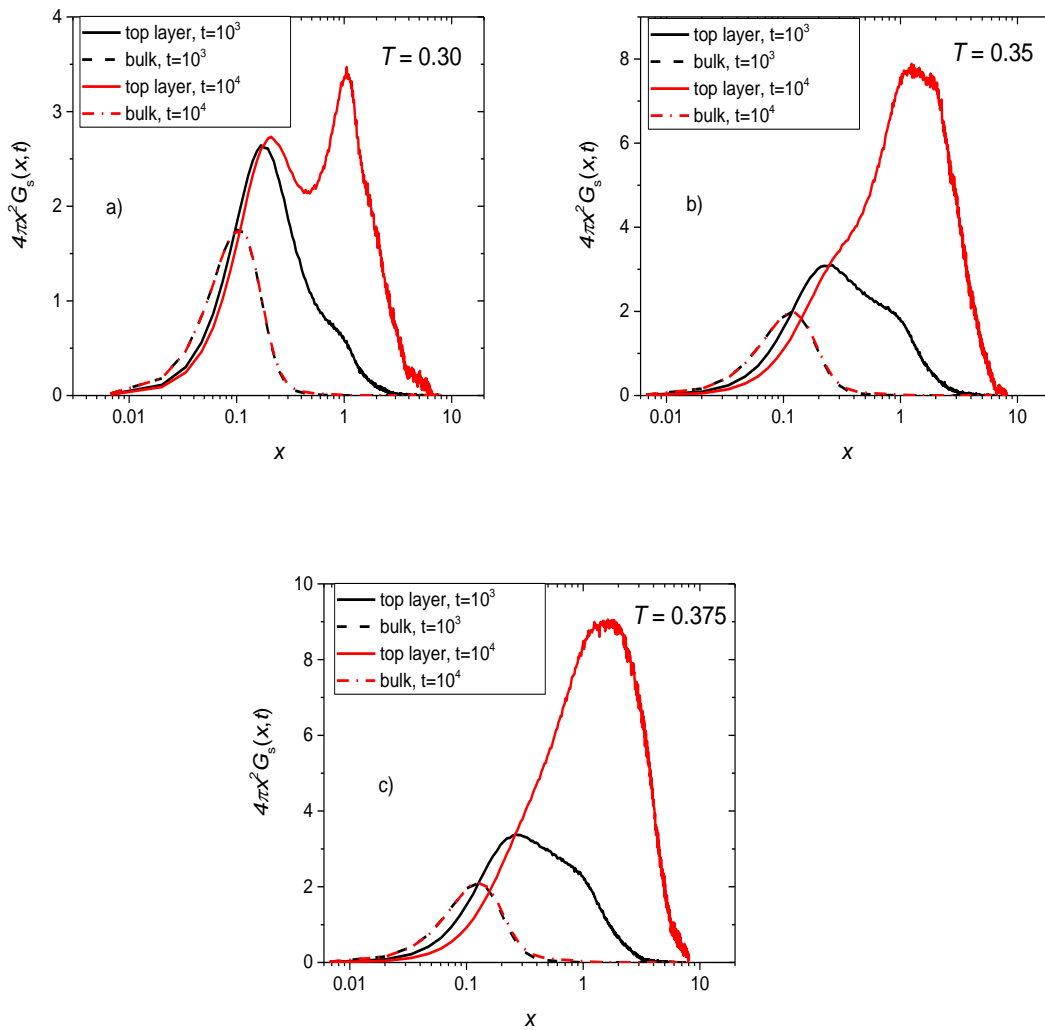 top layer, t=10³
bulk, t=10³
top layer, t=10⁴
bulk, t=10⁴
T = 0.30
a)
4πx²Gₛ(x,t)
4
3
2
1
0
0.01 0.1 1 10
x
top layer, t=10³
bulk, t=10³
top layer, t=10⁴
bulk, t=10⁴
T = 0.35
b)
4πx²Gₛ(x,t)
8
6
4
2
0
0.01 0.1 1 10
x
top layer, t=10³
bulk, t=10³
top layer, t=10⁴
bulk, t=10⁴
T = 0.375
c)
4πx²Gₛ(x,t)
10
8
6
4
2
0
0.01 0.1 1 10
x